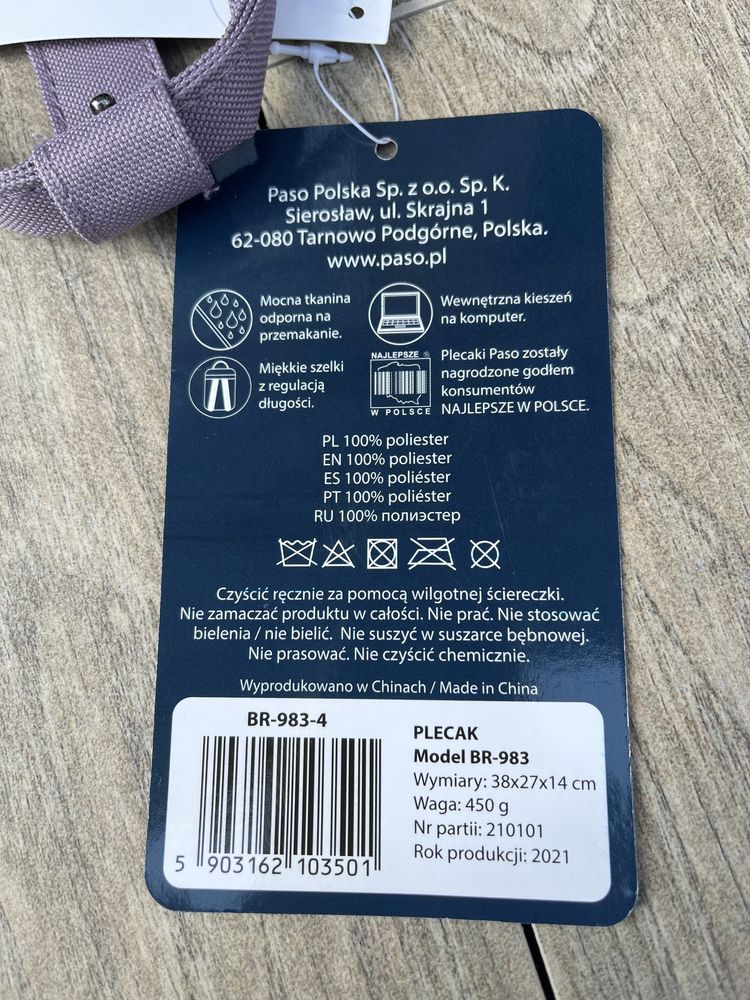 Paso Polska Sp. z o.o. Sp. K.
Sierosław, ul. Skrajna 1
62-080 Tarnowo Podgórne, Polska.
www.paso.pl
Mocna tkanina
odporna na
przemakanie.
Wewnętrzna kieszeń
na komputer.
Miękkie szelki
z regulacją
długości.
NAJLEPSZE ®
W POLSCE
Plecaki Paso zostały
nagrodzone godłem
konsumentów
NAJLEPSZE W POLSCE.
PL 100% poliester
EN 100% poliester
ES 100% poliéster
PT 100% poliéster
RU 100% полиэстер
Czyścić ręcznie za pomocą wilgotnej ściereczki.
Nie zamaczać produktu w całości. Nie prać. Nie stosować
bielenia / nie bielić. Nie suszyć w suszarce bębnowej.
Nie prasować. Nie czyścić chemicznie.
Wyprodukowano w Chinach / Made in China
BR-983-4
5 903162 103501
PLECAK
Model BR-983
Wymiary: 38x27x14 cm
Waga: 450 g
Nr partii: 210101
Rok produkcji: 2021